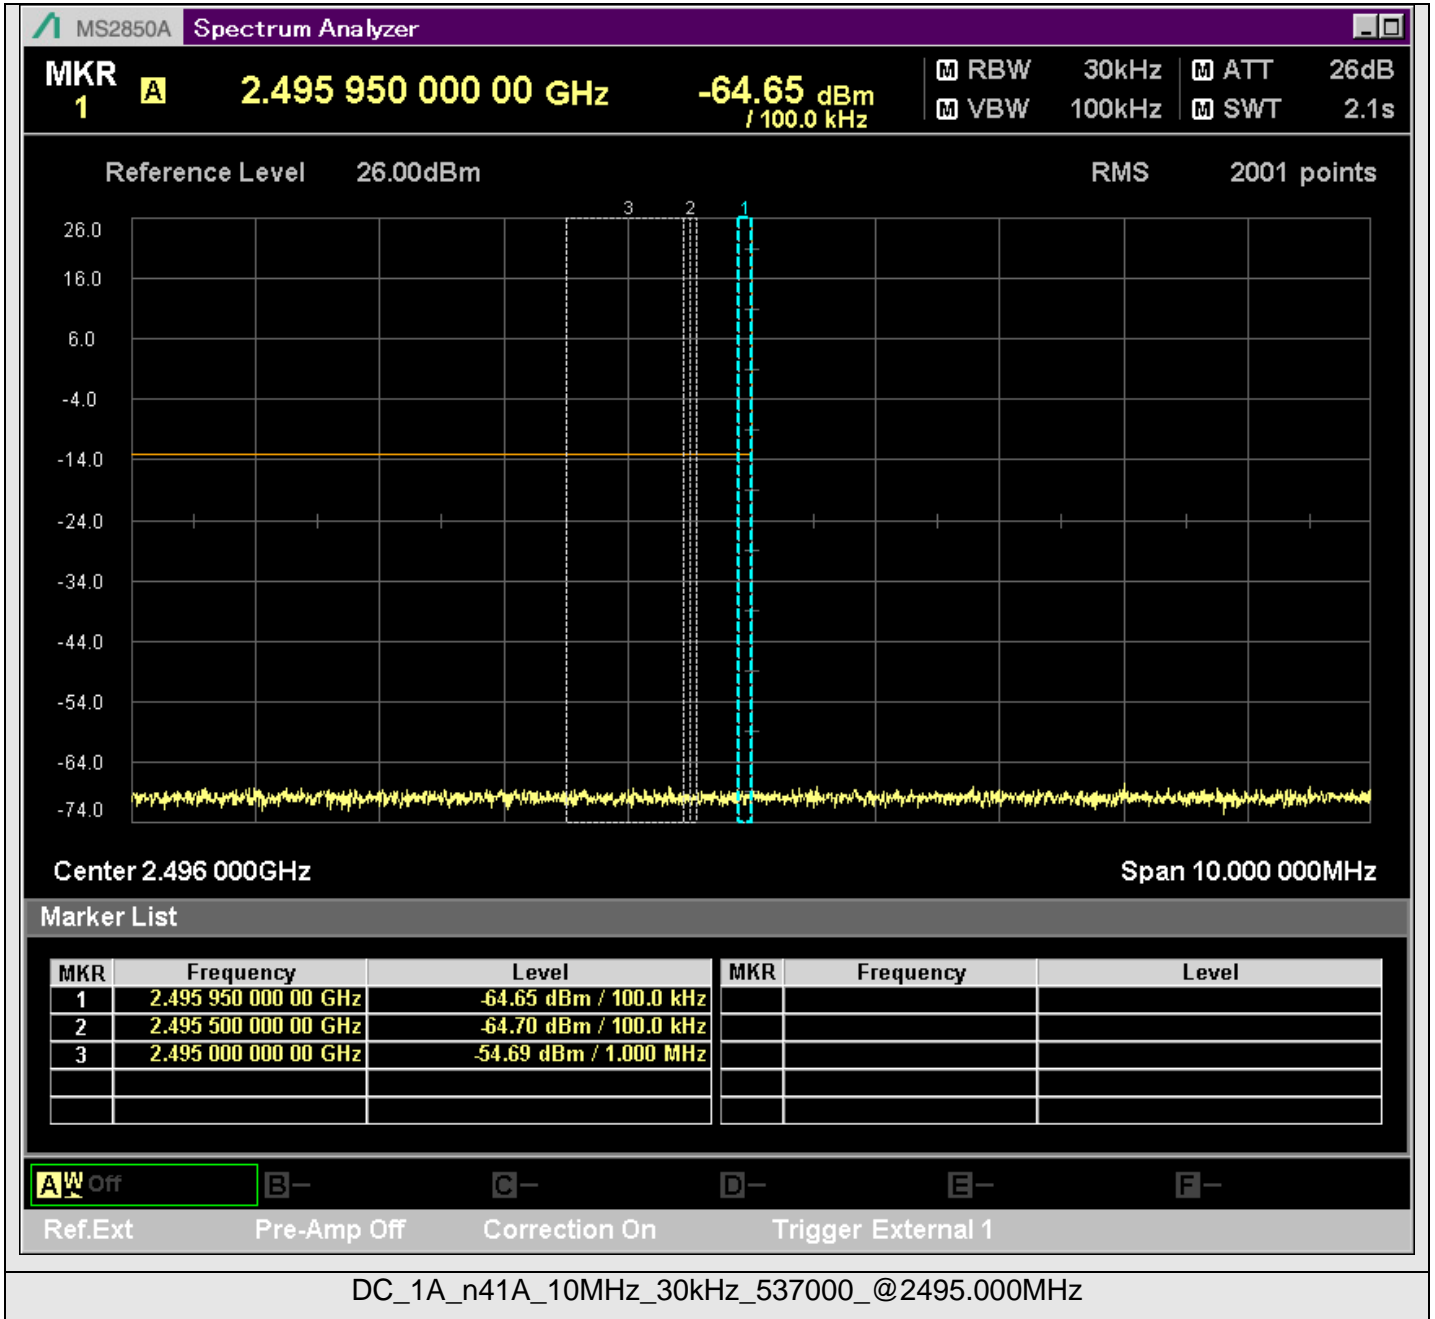 MS2850A Spectrum Analyzer
MKR 1 A 2.495 950 000 00 GHz -64.65 dBm / 100.0 kHz
M RBW 30kHz M ATT 26dB
M VBW 100kHz M SWT 2.1s
Reference Level 26.00dBm RMS 2001 points
3 2 1
26.0
16.0
6.0
-4.0
-14.0
-24.0
-34.0
-44.0
-54.0
-64.0
-74.0
Center 2.496 000GHz Span 10.000 000MHz
Marker List
MKR Frequency Level MKR Frequency Level
1 2.495 950 000 00 GHz -64.65 dBm / 100.0 kHz
2 2.495 500 000 00 GHz -64.70 dBm / 100.0 kHz
3 2.495 000 000 00 GHz -54.69 dBm / 1.000 MHz
A W Off B— C— D— E— F—
Ref.Ext Pre-Amp Off Correction On Trigger External 1
DC_1A_n41A_10MHz_30kHz_537000_@2495.000MHz